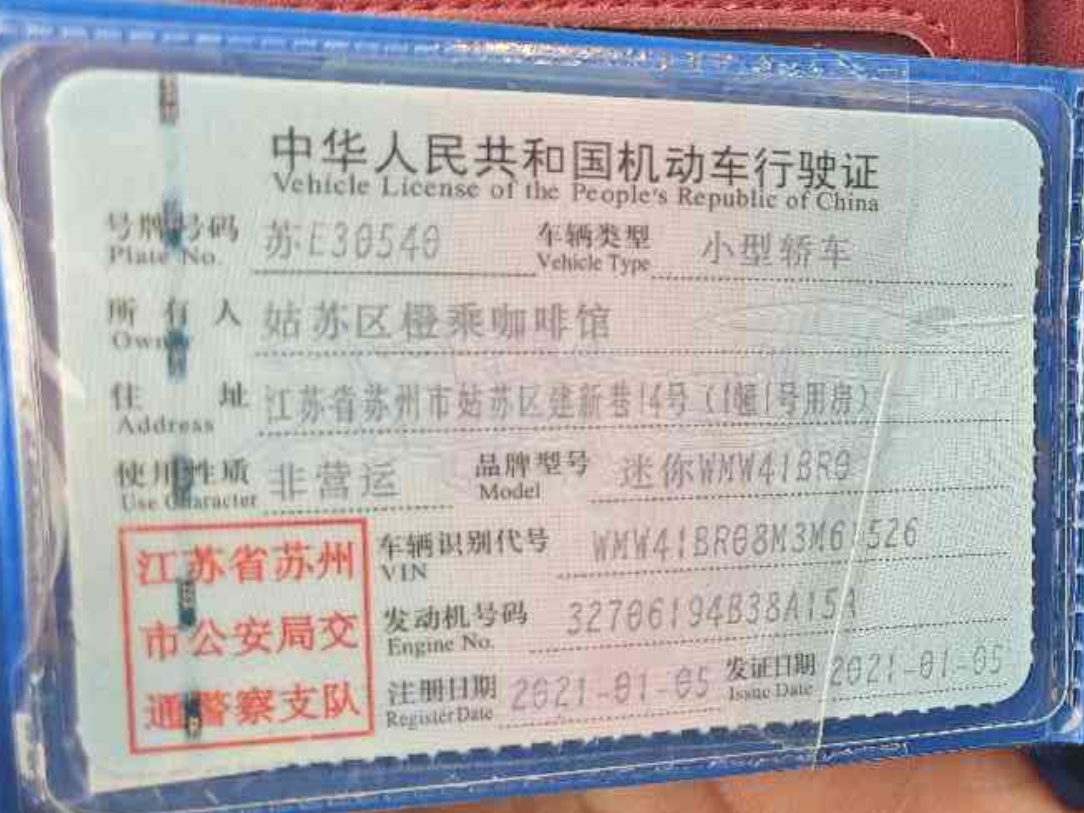 中华人民共和国机动车行驶证
Vehicle License of the People's Republic of China
号牌号码 苏E30540 车辆类型 小型轿车
Plate No. Vehicle Type
所有人 姑苏区橙乘咖啡馆
Owner
住址 江苏省苏州市姑苏区建新巷14号（1幢1号用房）
Address
使用性质 非营运 品牌型号 迷你WMW41BR0
Use Character Model
江苏省苏州
市公安局交
通警察支队
车辆识别代号 WMW41BR08M3M61526
VIN
发动机号码 32706194B38A15A
Engine No.
注册日期 2021-01-05 发证日期 2021-01-05
Register Date Issue Date